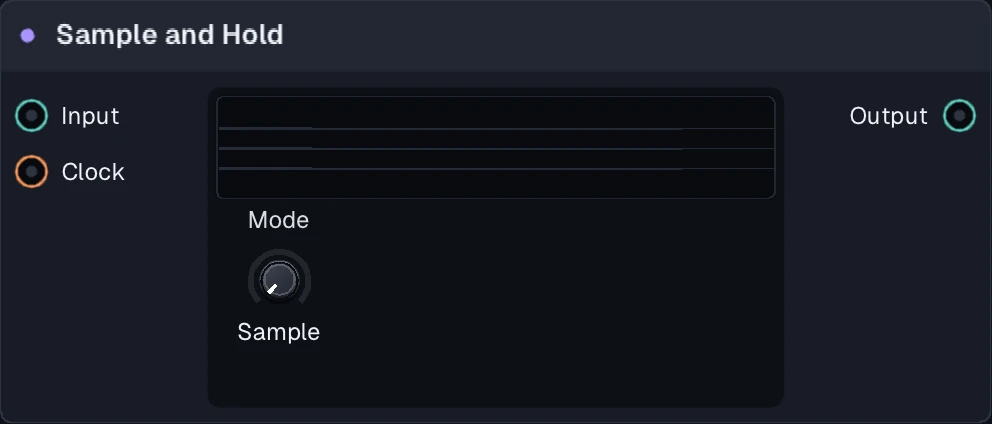 Sample and Hold
Input
Output
Clock
Mode
Sample